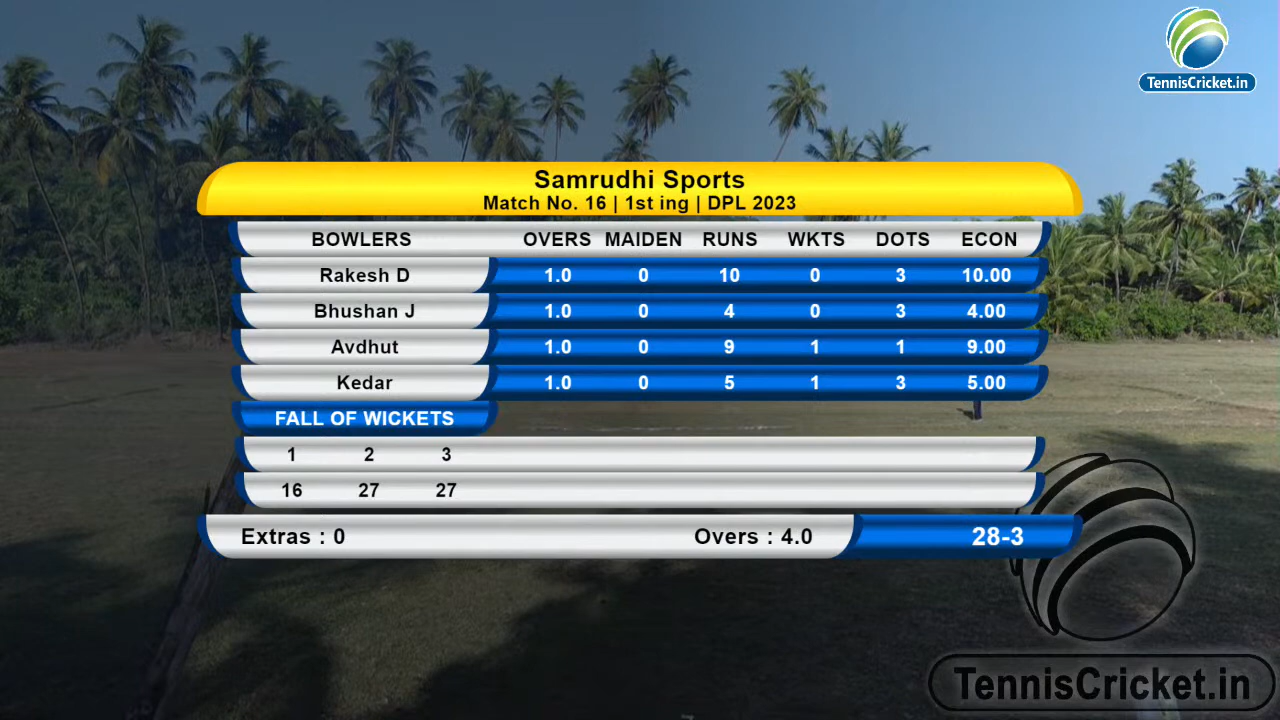 TennisCricket.in
Samrudhi Sports
Match No. 16 | 1st ing | DPL 2023
BOWLERS OVERS MAIDEN RUNS WKTS DOTS ECON
Rakesh D 1.0 0 10 0 3 10.00
Bhushan J 1.0 0 4 0 3 4.00
Avdhut 1.0 0 9 1 1 9.00
Kedar 1.0 0 5 1 3 5.00
FALL OF WICKETS
1 2 3
16 27 27
Extras : 0 Overs : 4.0 28-3
TennisCricket.in